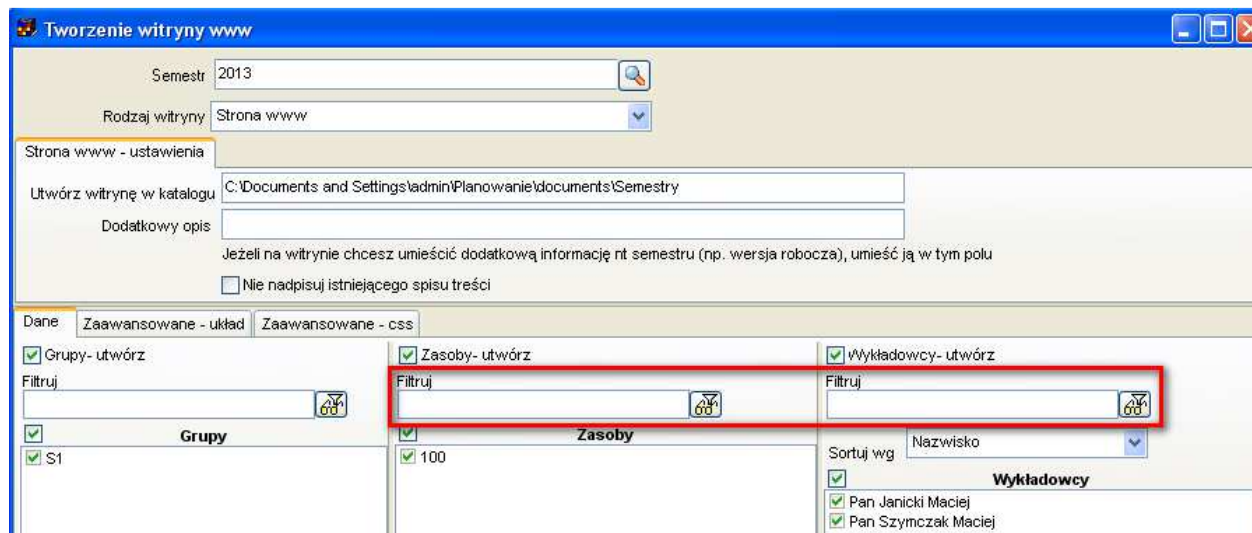 Tworzenie witryny www
Semestr 2013
Rodzaj witryny Strona www
Strona www - ustawienia
Utwórz witrynę w katalogu C:\Documents and Settings\admin\Planowanie\documents\Semestry
Dodatkowy opis
Jeżeli na witrynie chcesz umieścić dodatkową informację nt semestru (np. wersja robocza), umieść ją w tym polu
Nie nadpisuj istniejącego spisu treści
Dane Zaawansowane - układ Zaawansowane - css
Grupy- utwórz Zasoby- utwórz Wykładowcy- utwórz
Filtruj Filtruj Filtruj
Grupy Zasoby
S1 100
Sortuj wg Nazwisko
Wykładowcy
Pan Janicki Maciej
Pan Szymczak Maciej